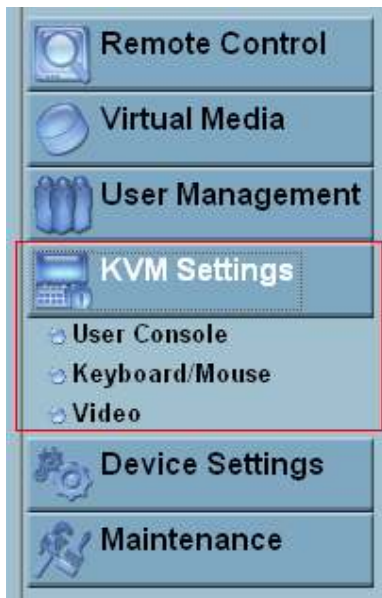 Remote Control
Virtual Media
User Management
KVM Settings
User Console
Keyboard/Mouse
Video
Device Settings
Maintenance